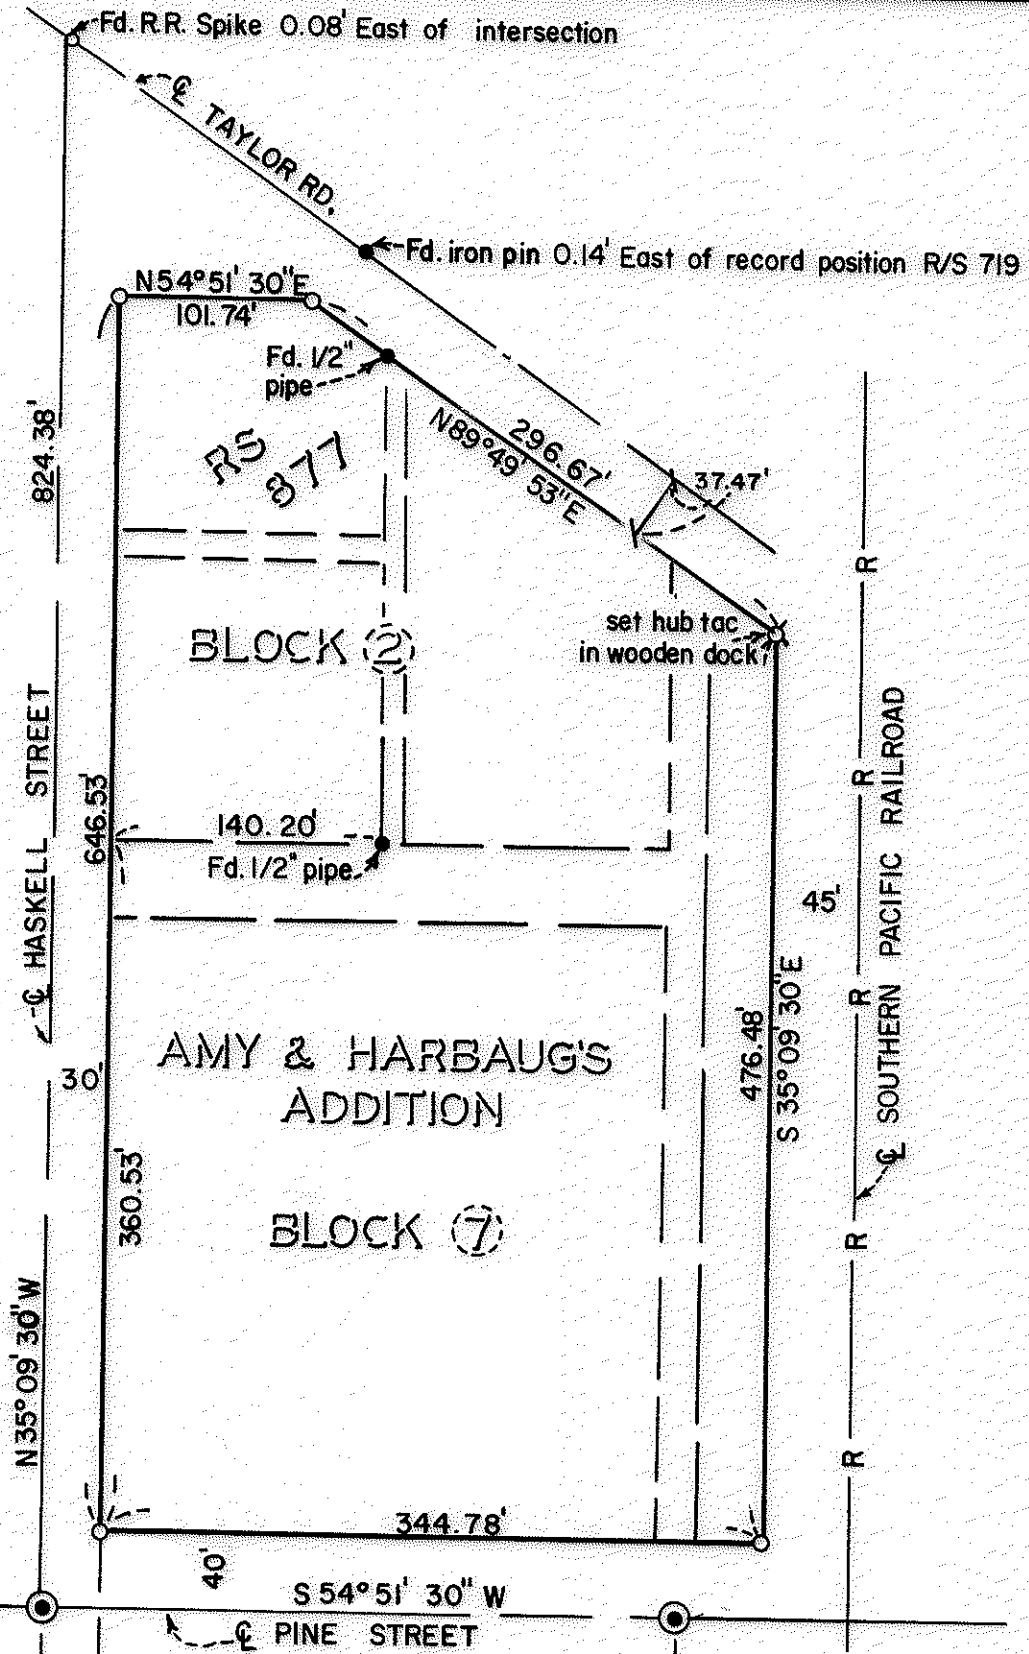 Fd. R.R. Spike 0.08' East of intersection
℄ TAYLOR RD.
Fd. iron pin 0.14' East of record position R/S 719
N54°51' 30"E
101.74'
Fd. 1/2"
pipe
RS
877
N89°49' 53"E
296.67'
37.47'
824.38'
set hub tac
in wooden dock
BLOCK 2
℄ HASKELL STREET
646.53'
140.20'
Fd. 1/2" pipe
45'
R
R
R
R
R
℄ SOUTHERN PACIFIC RAILROAD
476.48'
S 35°09' 30"E
AMY & HARBAUG'S
ADDITION
30'
360.53'
BLOCK 7
N35°09' 30"W
344.78'
40'
S 54°51' 30" W
℄ PINE STREET